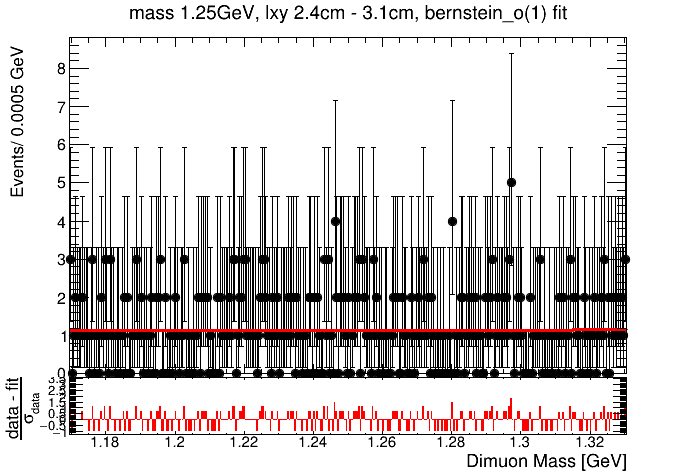 mass 1.25GeV, lxy 2.4cm - 3.1cm, bernstein_o(1) fit
Events/ 0.0005 GeV
8
7
6
5
4
3
2
1
0
data - fit
σdata
1.18 1.2 1.22 1.24 1.26 1.28 1.3 1.32
Dimuon Mass [GeV]